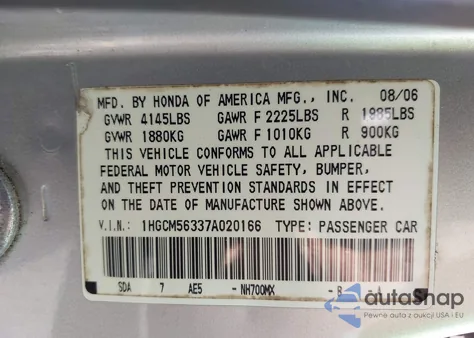 MFD. BY HONDA OF AMERICA MFG., INC. 08/06
GVWR 4145LBS GAWR F 2225LBS R 1985LBS
GVWR 1880KG GAWR F 1010KG R 900KG
THIS VEHICLE CONFORMS TO ALL APPLICABLE
FEDERAL MOTOR VEHICLE SAFETY, BUMPER,
AND THEFT PREVENTION STANDARDS IN EFFECT
ON THE DATE OF MANUFACTURE SHOWN ABOVE.
V.I.N.: 1HGCM56337A020166 TYPE: PASSENGER CAR
SDA 7 AE5 - NH700MX - B
autaShop
Pewne auta z aukcji USA i EU